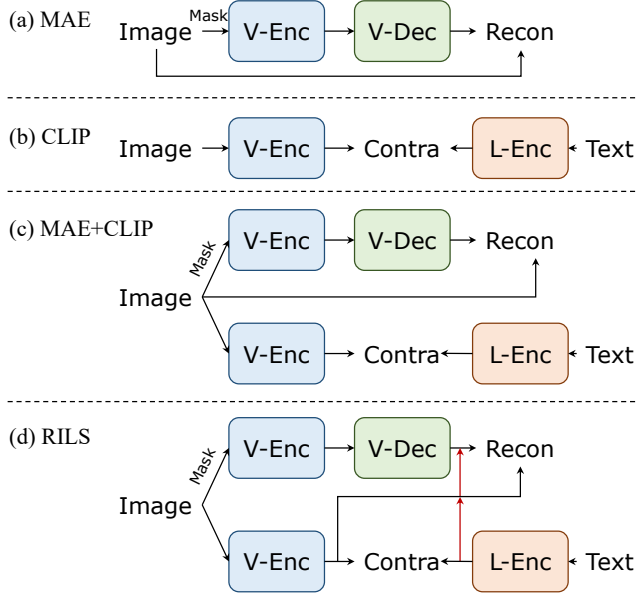 (a) MAE
Image Mask V-Enc V-Dec Recon
(b) CLIP
Image V-Enc Contra L-Enc Text
(c) MAE+CLIP
Mask V-Enc V-Dec Recon
Image
V-Enc Contra L-Enc Text
(d) RILS
Mask V-Enc V-Dec Recon
Image
V-Enc Contra L-Enc Text